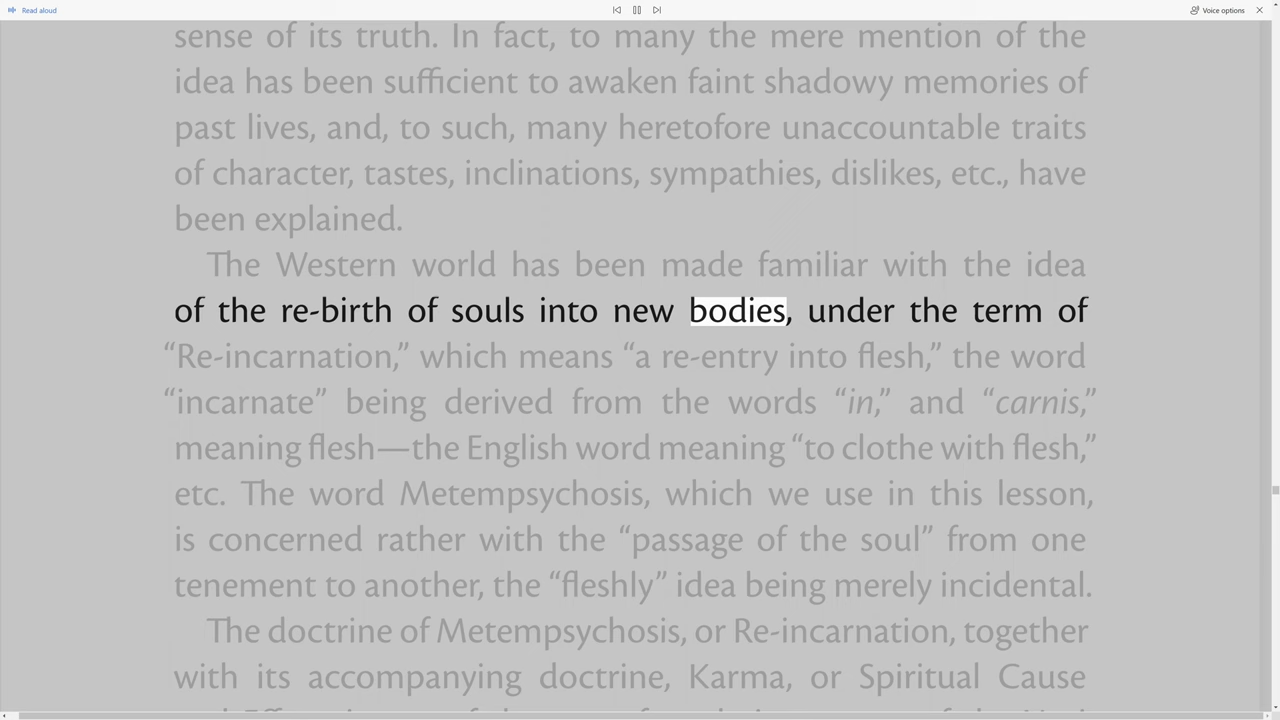 Read aloud
Voice options
sense of its truth. In fact, to many the mere mention of the
idea has been sufficient to awaken faint shadowy memories of
past lives, and, to such, many heretofore unaccountable traits
of character, tastes, inclinations, sympathies, dislikes, etc., have
been explained.
The Western world has been made familiar with the idea
of the re-birth of souls into new bodies, under the term of
“Re-incarnation,” which means “a re-entry into flesh,” the word
“incarnate” being derived from the words “in,” and “carnis,”
meaning flesh—the English word meaning “to clothe with flesh,”
etc. The word Metempsychosis, which we use in this lesson,
is concerned rather with the “passage of the soul” from one
tenement to another, the “fleshly” idea being merely incidental.
The doctrine of Metempsychosis, or Re-incarnation, together
with its accompanying doctrine, Karma, or Spiritual Cause